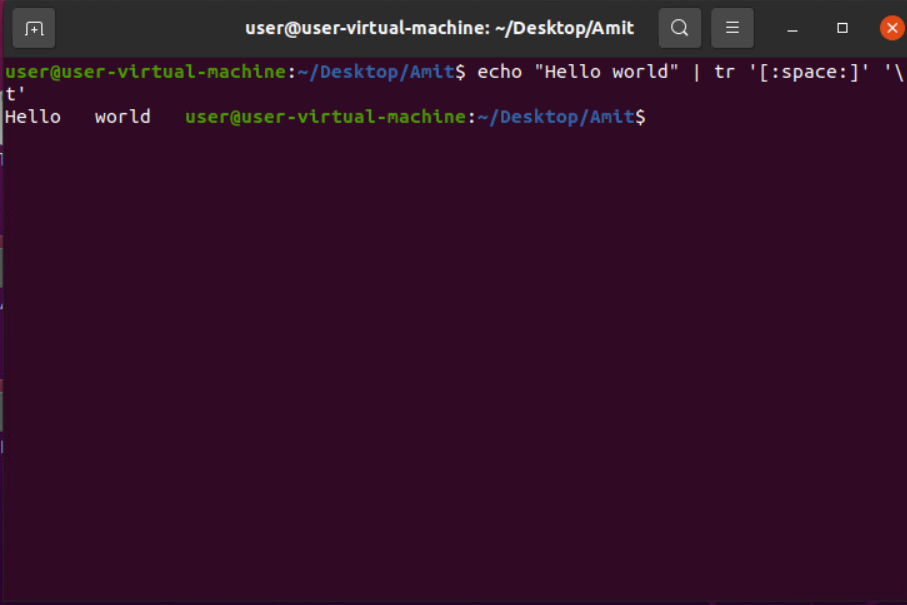 user@user-virtual-machine: ~/Desktop/Amit
user@user-virtual-machine:~/Desktop/Amit$ echo "Hello world" | tr '[:space:]' '\
t'
Hello   world   user@user-virtual-machine:~/Desktop/Amit$